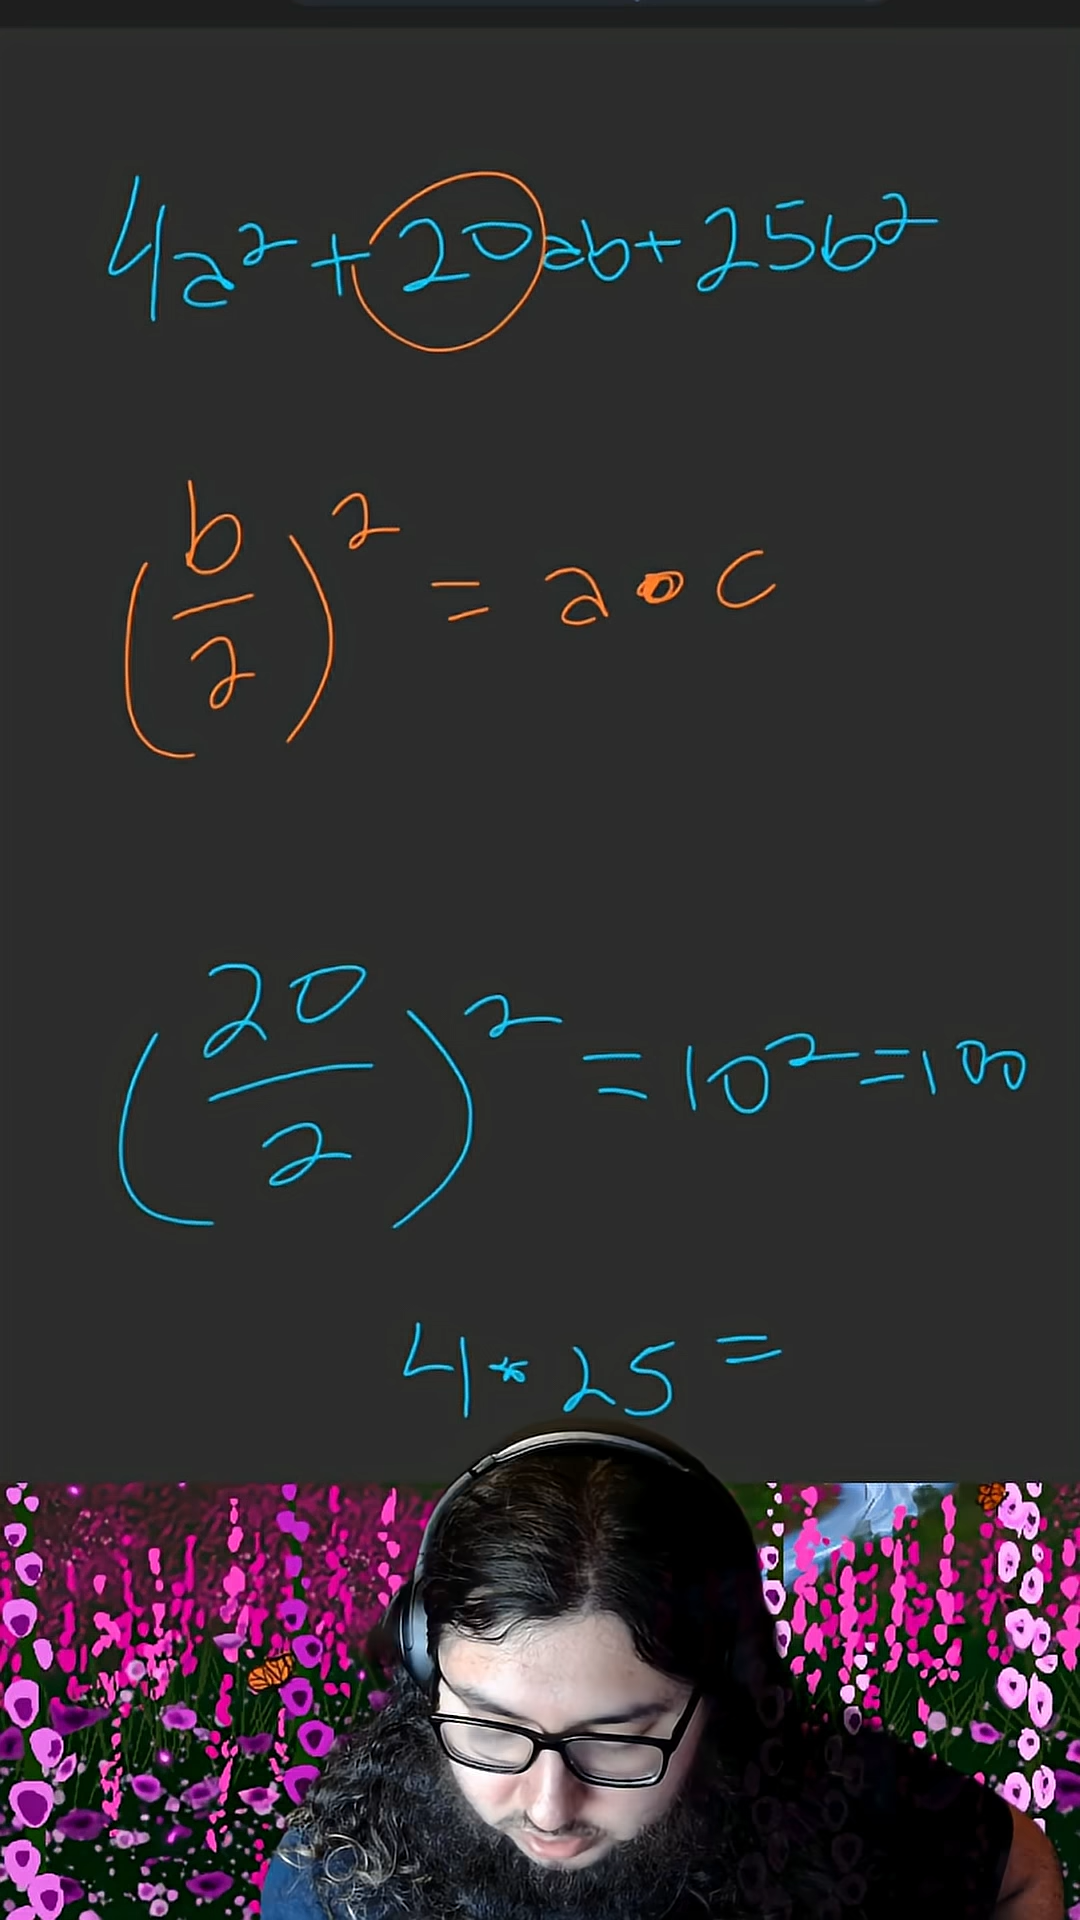 4a² + 20ab + 25b²
(b/2)² = a • c
(20/2)² = 10² = 100
4 * 25 =